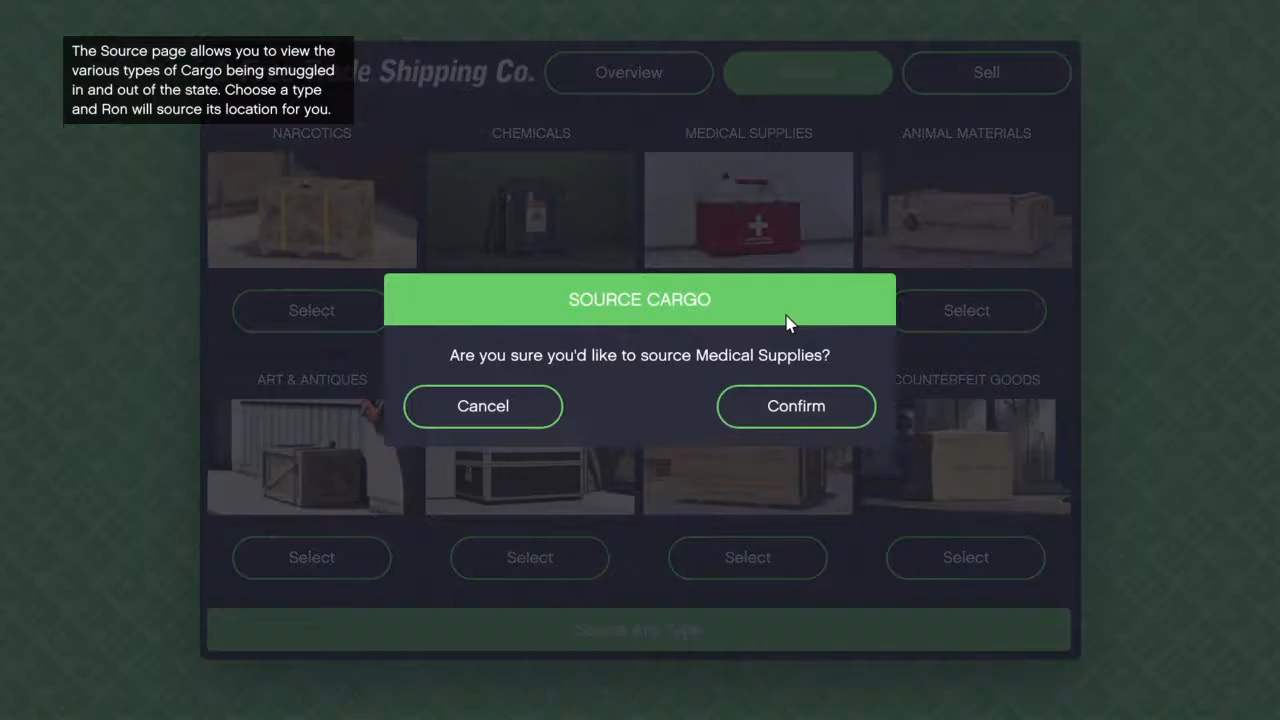 The Source page allows you to view the
various types of Cargo being smuggled
in and out of the state. Choose a type
and Ron will source its location for you.
Shipping Co.
Overview
Sell
NARCOTICS
CHEMICALS
MEDICAL SUPPLIES
ANIMAL MATERIALS
SOURCE CARGO
Select
Select
Are you sure you'd like to source Medical Supplies?
ART & ANTIQUES
COUNTERFEIT GOODS
Cancel
Confirm
Select
Select
Select
Select
Source Any Type